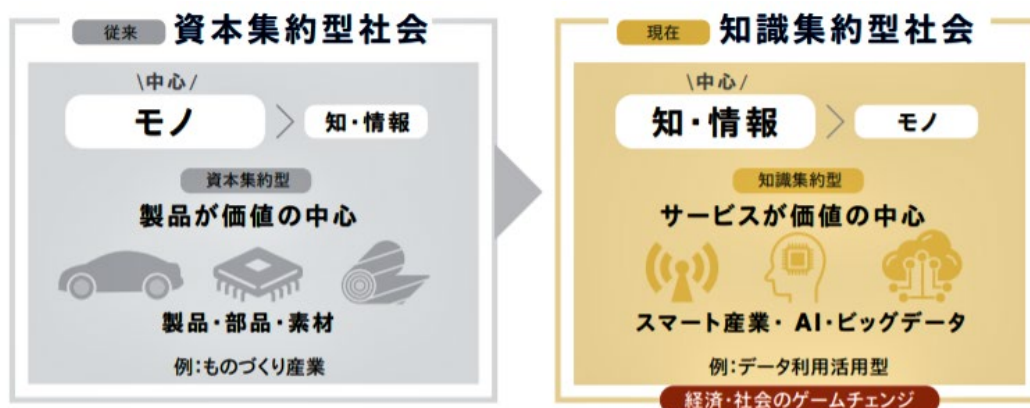 従来 資本集約型社会
\中心/
モノ > 知・情報
資本集約型
製品が価値の中心
製品・部品・素材
例:ものづくり産業
現在 知識集約型社会
\中心/
知・情報 > モノ
知識集約型
サービスが価値の中心
スマート産業・ AI・ビッグデータ
例:データ利用活用型
経済・社会のゲームチェンジ